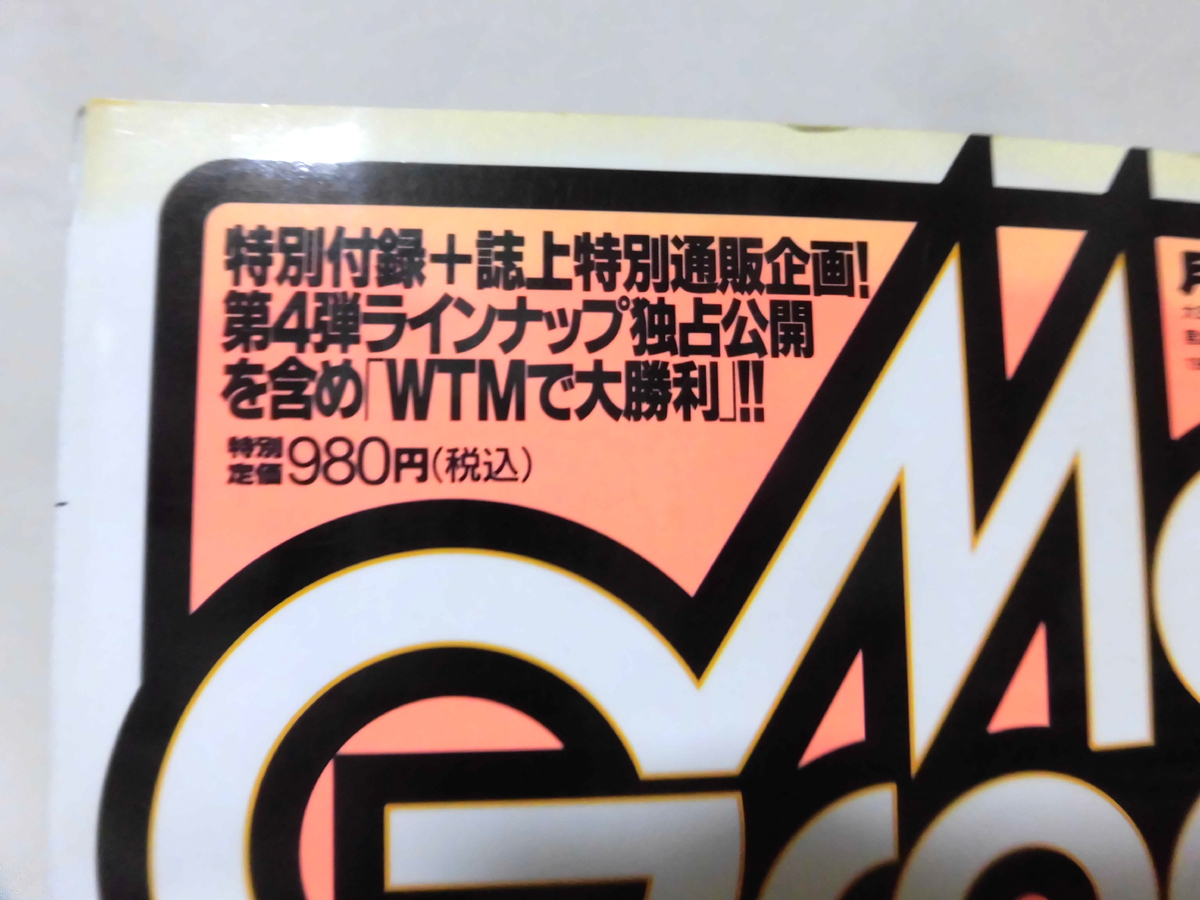 特別付録+誌上特別通販企画!
第4弾ラインナップ独占公開
を含め「WTMで大勝利」!!
特別
定価980円(税込)